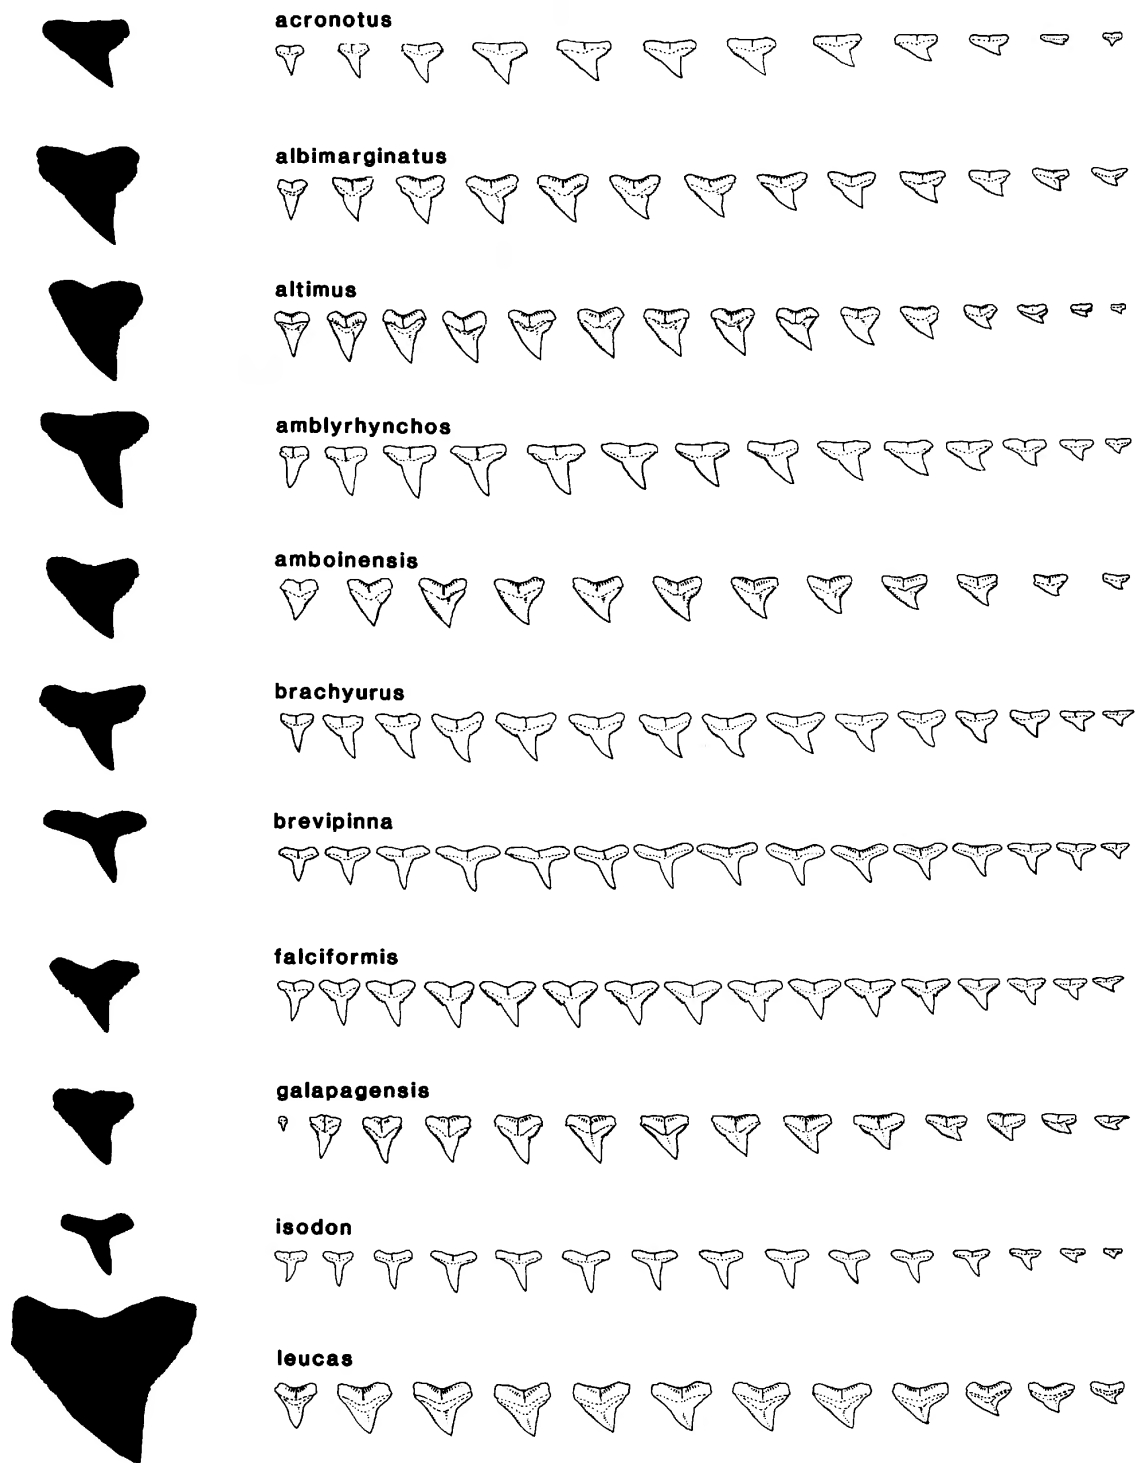 acronotus
albimarginatus
altimus
amblyrhynchos
amboinensis
brachyurus
brevipinna
falciformis
galapagensis
isodon
leucas